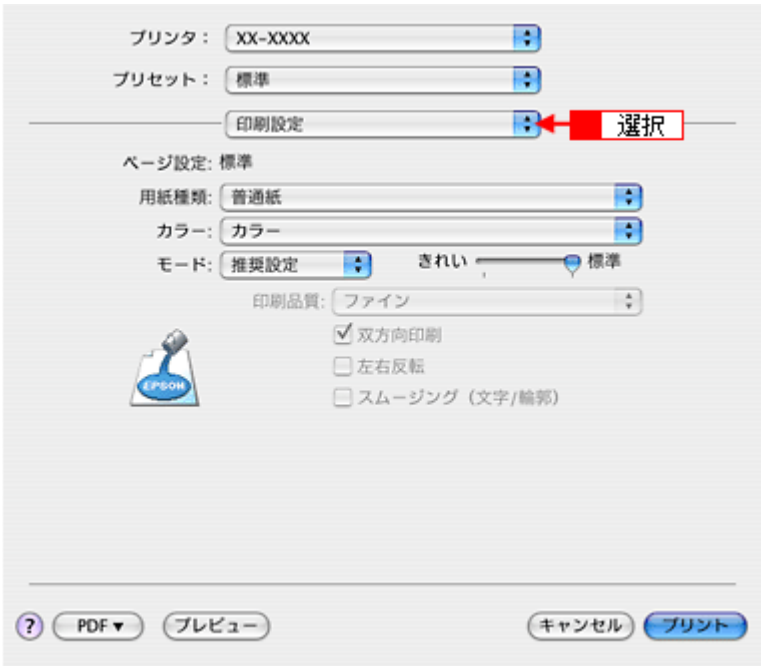 プリンタ： XX-XXXX
プリセット： 標準
印刷設定 選択
ページ設定: 標準
用紙種類: 普通紙
カラー: カラー
モード: 推奨設定 きれい 標準
印刷品質: ファイン
双方向印刷
左右反転
スムージング（文字/輪郭）
EPSON
? PDF▼ プレビュー キャンセル プリント